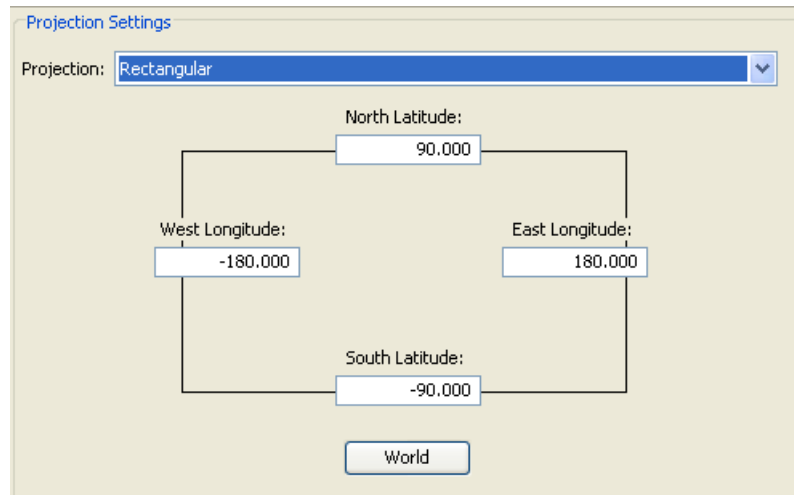 Projection Settings
Projection: Rectangular
North Latitude:
90.000
West Longitude: East Longitude:
-180.000 180.000
South Latitude:
-90.000
World